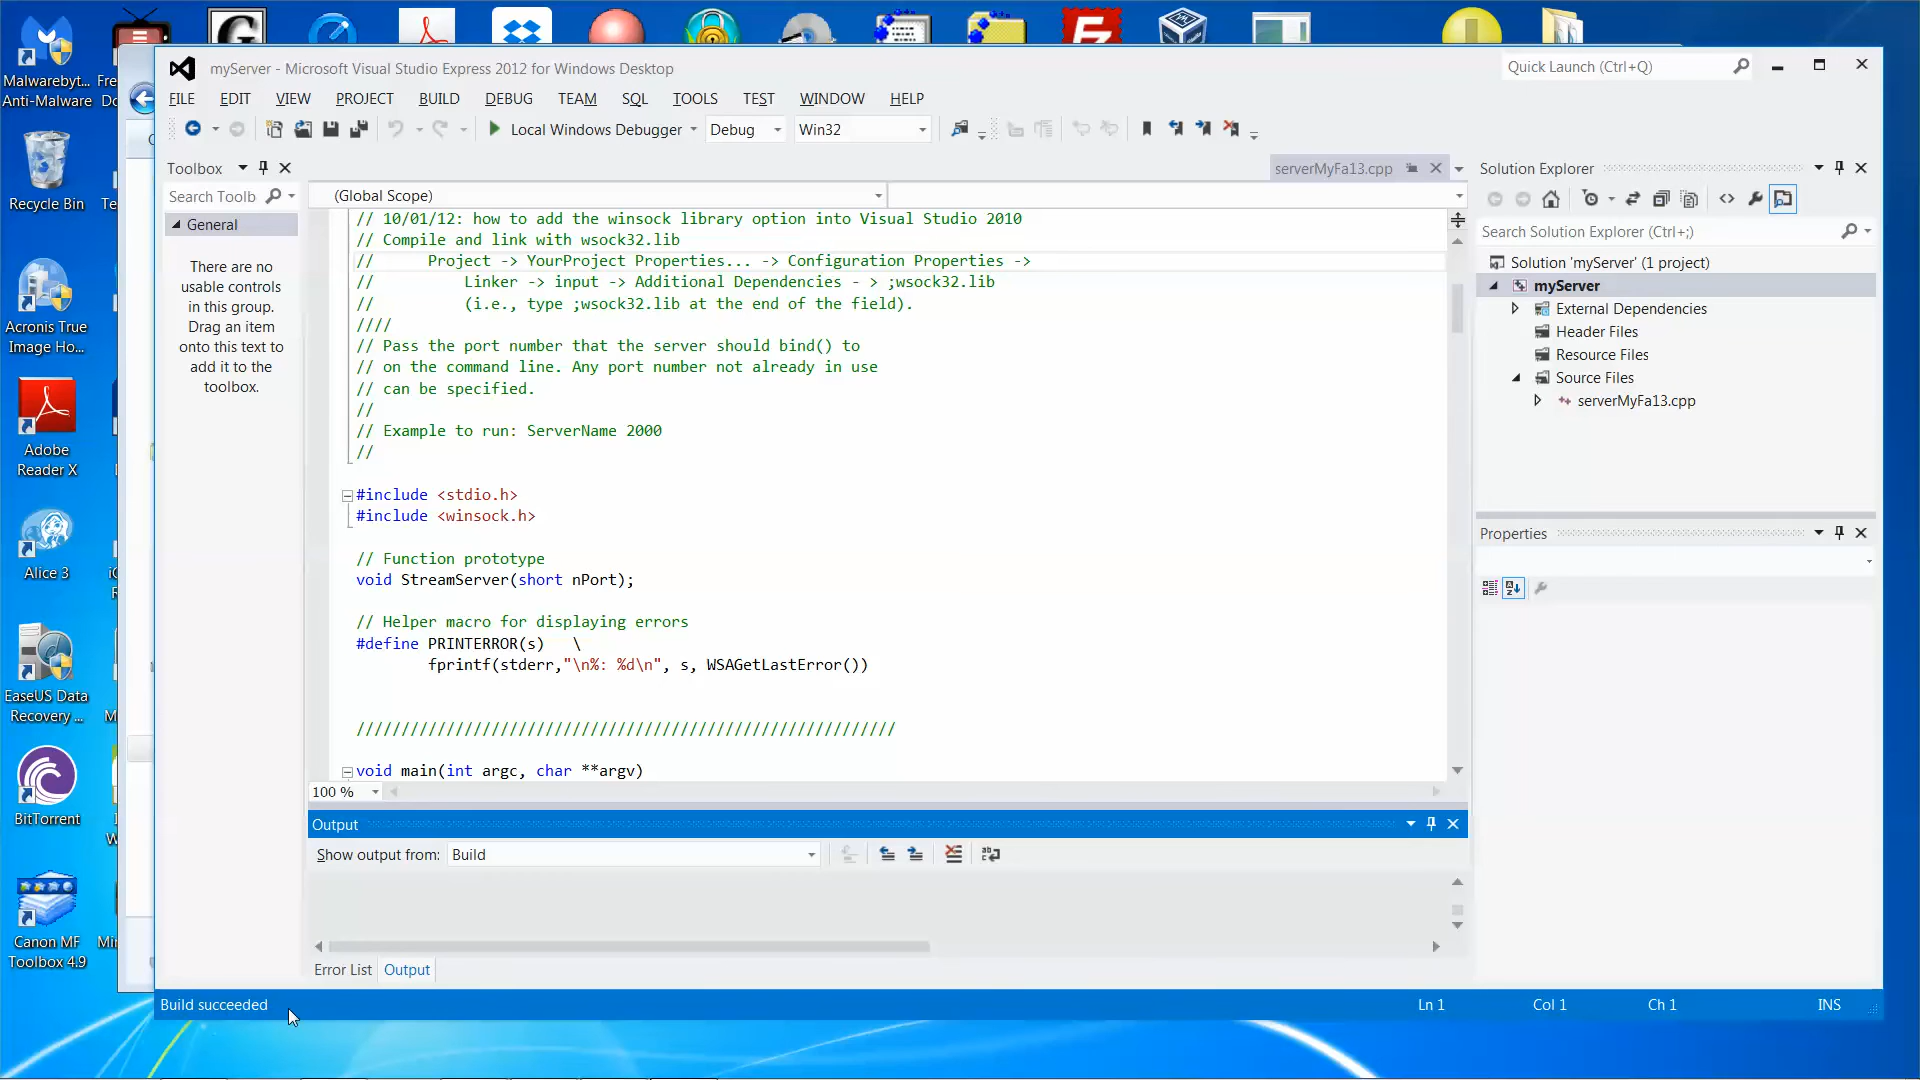 Malwareby t...
Anti-Malware
Fre
Do
Recycle Bin
Te
Acronis True
Image Ho...
Adobe
Reader X
Alice 3
EaseUS Data
Recovery ...
BitTorrent
Canon MF
Toolbox 4.9
Mi
myServer - Microsoft Visual Studio Express 2012 for Windows Desktop
Quick Launch (Ctrl+Q)
FILE EDIT VIEW PROJECT BUILD DEBUG TEAM SQL TOOLS TEST WINDOW HELP
Local Windows Debugger Debug Win32
Toolbox
Search Toolb
General
There are no
usable controls
in this group.
Drag an item
onto this text to
add it to the
toolbox.
serverMyFa13.cpp
(Global Scope)
// 10/01/12: how to add the winsock library option into Visual Studio 2010
// Compile and link with wsock32.lib
// Project -> YourProject Properties... -> Configuration Properties ->
// Linker -> input -> Additional Dependencies - > ;wsock32.lib
// (i.e., type ;wsock32.lib at the end of the field).
////
// Pass the port number that the server should bind() to
// on the command line. Any port number not already in use
// can be specified.
//
// Example to run: ServerName 2000
//
#include <stdio.h>
#include <winsock.h>
// Function prototype
void StreamServer(short nPort);
// Helper macro for displaying errors
#define PRINTERROR(s) \
fprintf(stderr,"\n%: %d\n", s, WSAGetLastError())
////////////////////////////////////////////////////////////
void main(int argc, char **argv)
100 %
Output
Show output from: Build
Error List Output
Solution Explorer
Search Solution Explorer (Ctrl+;)
Solution 'myServer' (1 project)
myServer
External Dependencies
Header Files
Resource Files
Source Files
serverMyFa13.cpp
Properties
Build succeeded Ln 1 Col 1 Ch 1 INS